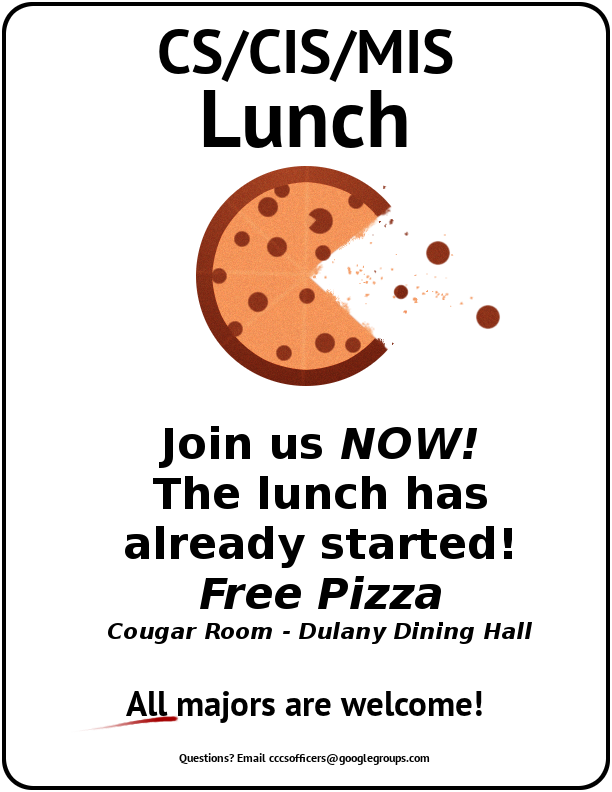 CS/CIS/MIS
Lunch
Join us NOW!
The lunch has
already started!
Free Pizza
Cougar Room - Dulany Dining Hall
All majors are welcome!
Questions? Email cccsofficers@googlegroups.com